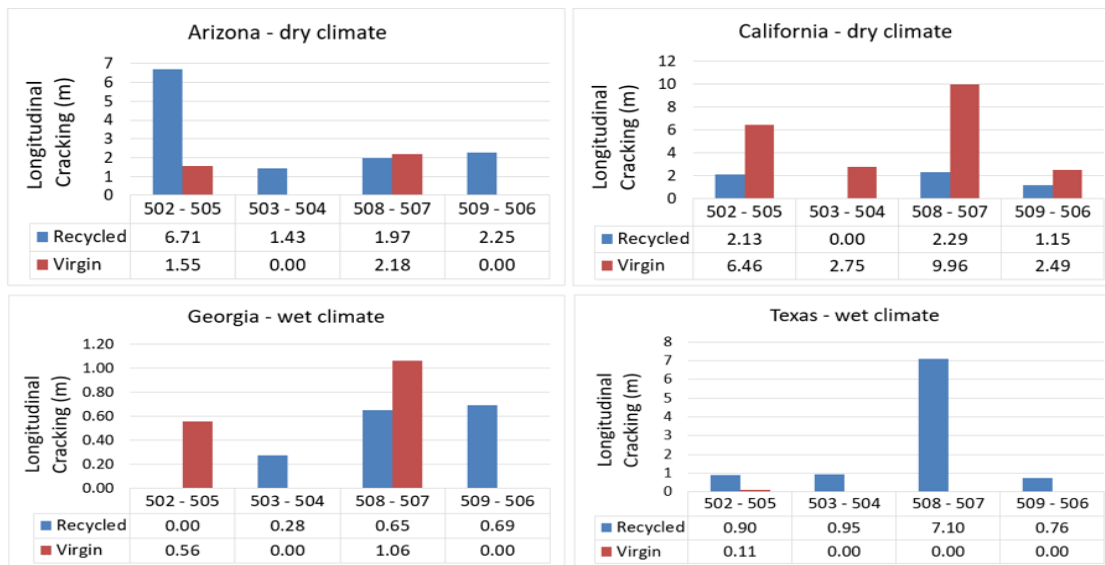 Arizona - dry climate
Longitudinal
Cracking (m)
7
6
5
4
3
2
1
0
502 - 505 503 - 504 508 - 507 509 - 506
Recycled 6.71 1.43 1.97 2.25
Virgin 1.55 0.00 2.18 0.00
California - dry climate
Longitudinal
Cracking (m)
12
10
8
6
4
2
0
502 - 505 503 - 504 508 - 507 509 - 506
Recycled 2.13 0.00 2.29 1.15
Virgin 6.46 2.75 9.96 2.49
Georgia - wet climate
Longitudinal
Cracking (m)
1.20
1.00
0.80
0.60
0.40
0.20
0.00
502 - 505 503 - 504 508 - 507 509 - 506
Recycled 0.00 0.28 0.65 0.69
Virgin 0.56 0.00 1.06 0.00
Texas - wet climate
Longitudinal
Cracking (m)
8
7
6
5
4
3
2
1
0
502 - 505 503 - 504 508 - 507 509 - 506
Recycled 0.90 0.95 7.10 0.76
Virgin 0.11 0.00 0.00 0.00